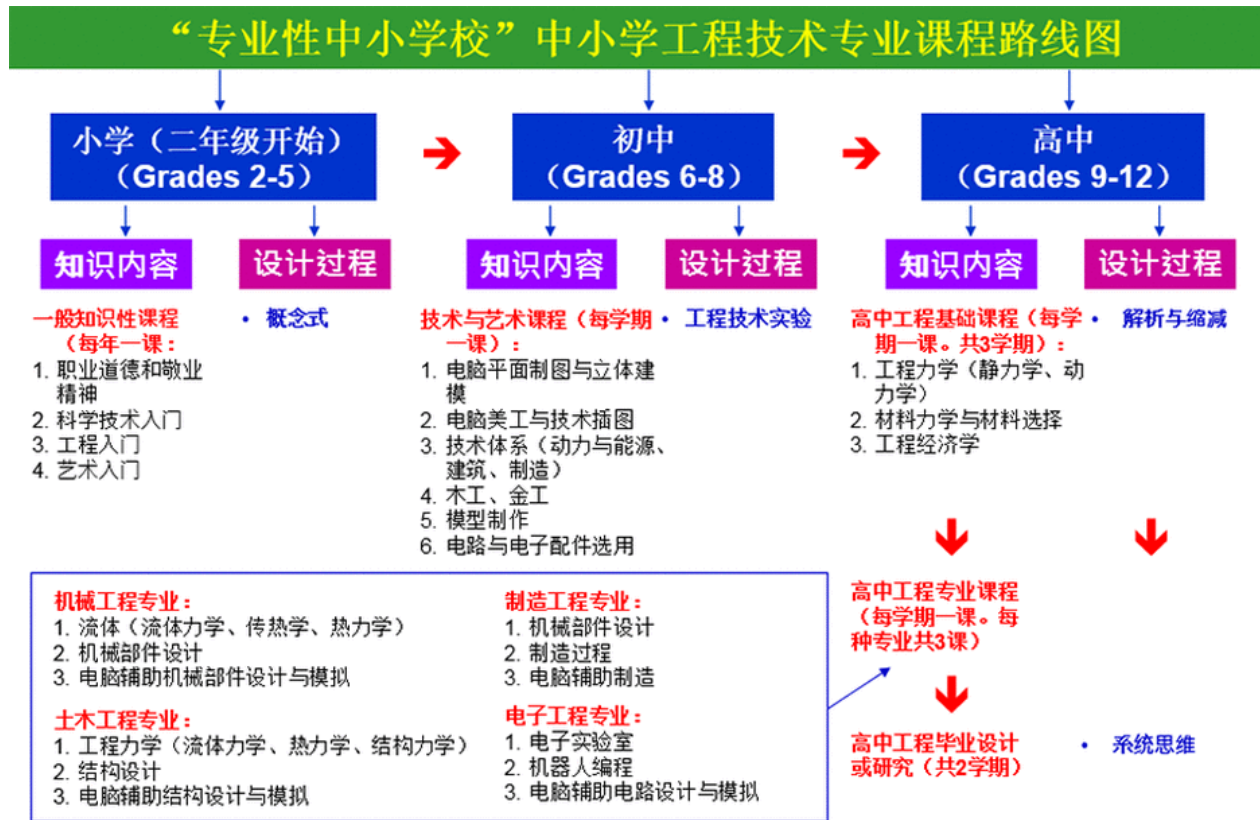 “专业性中小学校”中小学工程技术专业课程路线图
小学（二年级开始）
（Grades 2-5）
初中
（Grades 6-8）
高中
（Grades 9-12）
知识内容
设计过程
知识内容
设计过程
知识内容
设计过程
一般知识性课程
（每年一课：
1. 职业道德和敬业
精神
2. 科学技术入门
3. 工程入门
4. 艺术入门
• 概念式
技术与艺术课程（每学期
一课）：
1. 电脑平面制图与立体建
模
2. 电脑美工与技术插图
3. 技术体系（动力与能源、
建筑、制造）
4. 木工、金工
5. 模型制作
6. 电路与电子配件选用
• 工程技术实验
高中工程基础课程（每学
期一课。共3学期）：
1. 工程力学（静力学、动
力学）
2. 材料力学与材料选择
3. 工程经济学
• 解析与缩减
机械工程专业：
1. 流体（流体力学、传热学、热力学）
2. 机械部件设计
3. 电脑辅助机械部件设计与模拟
土木工程专业：
1. 工程力学（流体力学、热力学、结构力学）
2. 结构设计
3. 电脑辅助结构设计与模拟
制造工程专业：
1. 机械部件设计
2. 制造过程
3. 电脑辅助制造
电子工程专业：
1. 电子实验室
2. 机器人编程
3. 电脑辅助电路设计与模拟
高中工程专业课程
（每学期一课。每
种专业共3课）
高中工程毕业设计
或研究（共2学期）
• 系统思维